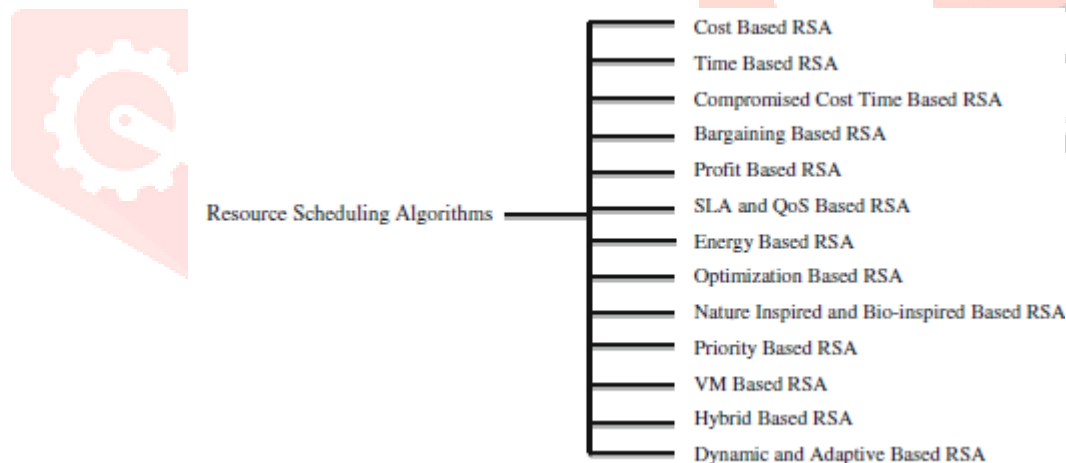 Cost Based RSA
Time Based RSA
Compromised Cost Time Based RSA
Bargaining Based RSA
Profit Based RSA
Resource Scheduling Algorithms
SLA and QoS Based RSA
Energy Based RSA
Optimization Based RSA
Nature Inspired and Bio-inspired Based RSA
Priority Based RSA
VM Based RSA
Hybrid Based RSA
Dynamic and Adaptive Based RSA